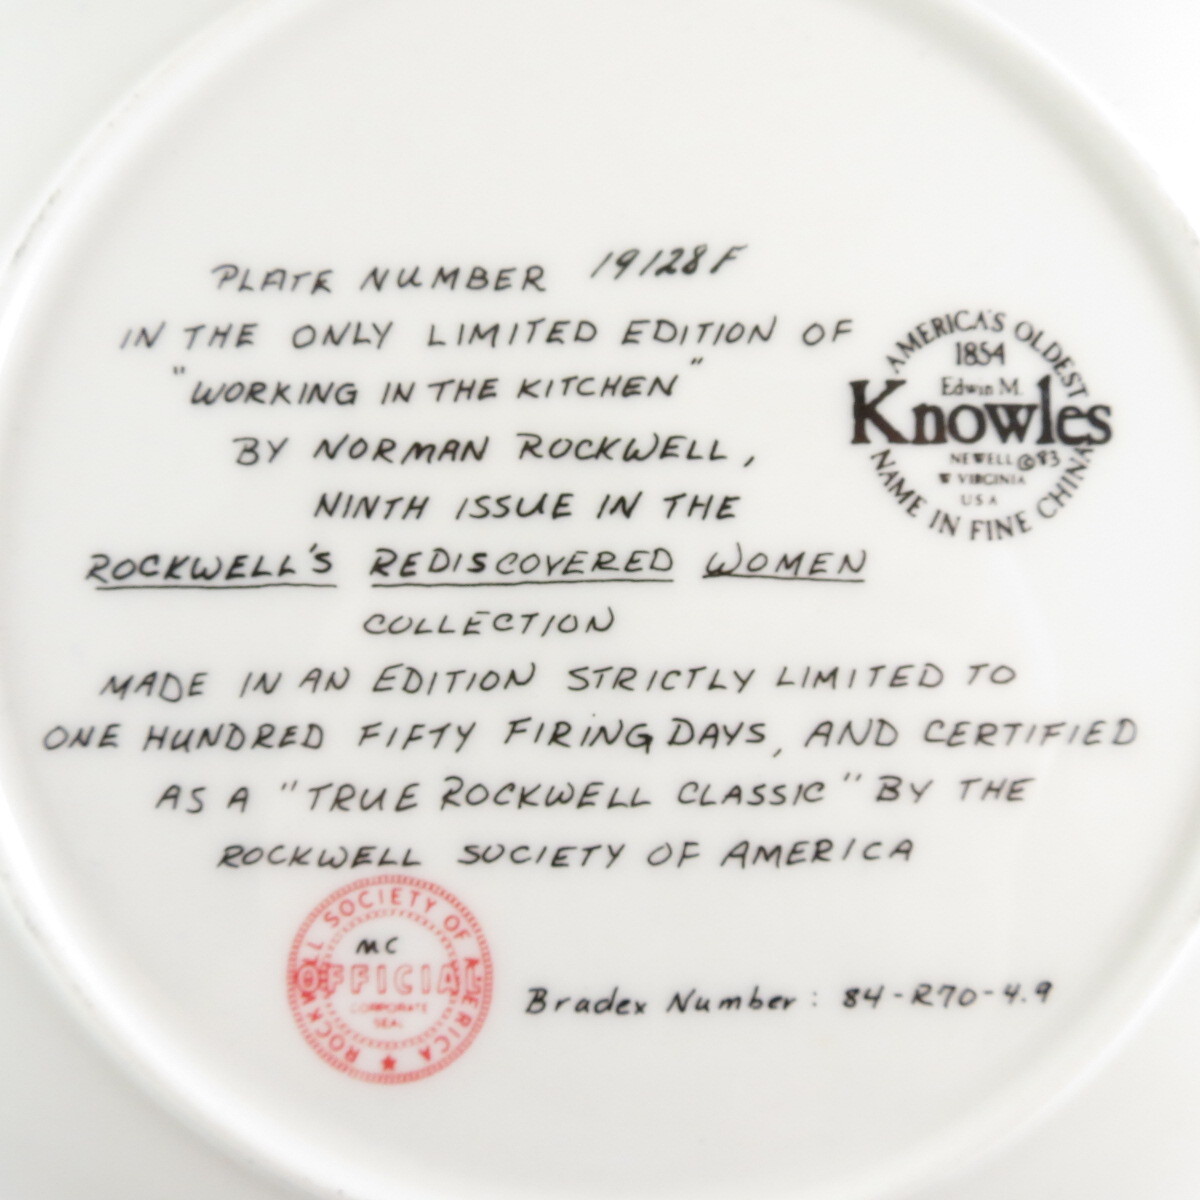 PLATE NUMBER 19128F
IN THE ONLY LIMITED EDITION OF
"WORKING IN THE KITCHEN"
BY NORMAN ROCKWELL,
NINTH ISSUE IN THE
ROCKWELL'S REDISCOVERED WOMEN
COLLECTION
MADE IN AN EDITION STRICTLY LIMITED TO
ONE HUNDRED FIFTY FIRING DAYS, AND CERTIFIED
AS A "TRUE ROCKWELL CLASSIC" BY THE
ROCKWELL SOCIETY OF AMERICA
AMERICA'S OLDEST
1854
Edwin M.
Knowles
NEWELL ©83
W VIRGINIA
USA
NAME IN FINE CHINA
ROCKWELL SOCIETY OF AMERICA
MC
OFFICIAL
CORPORATE
SEAL
Bradex Number: 84-R70-4.9